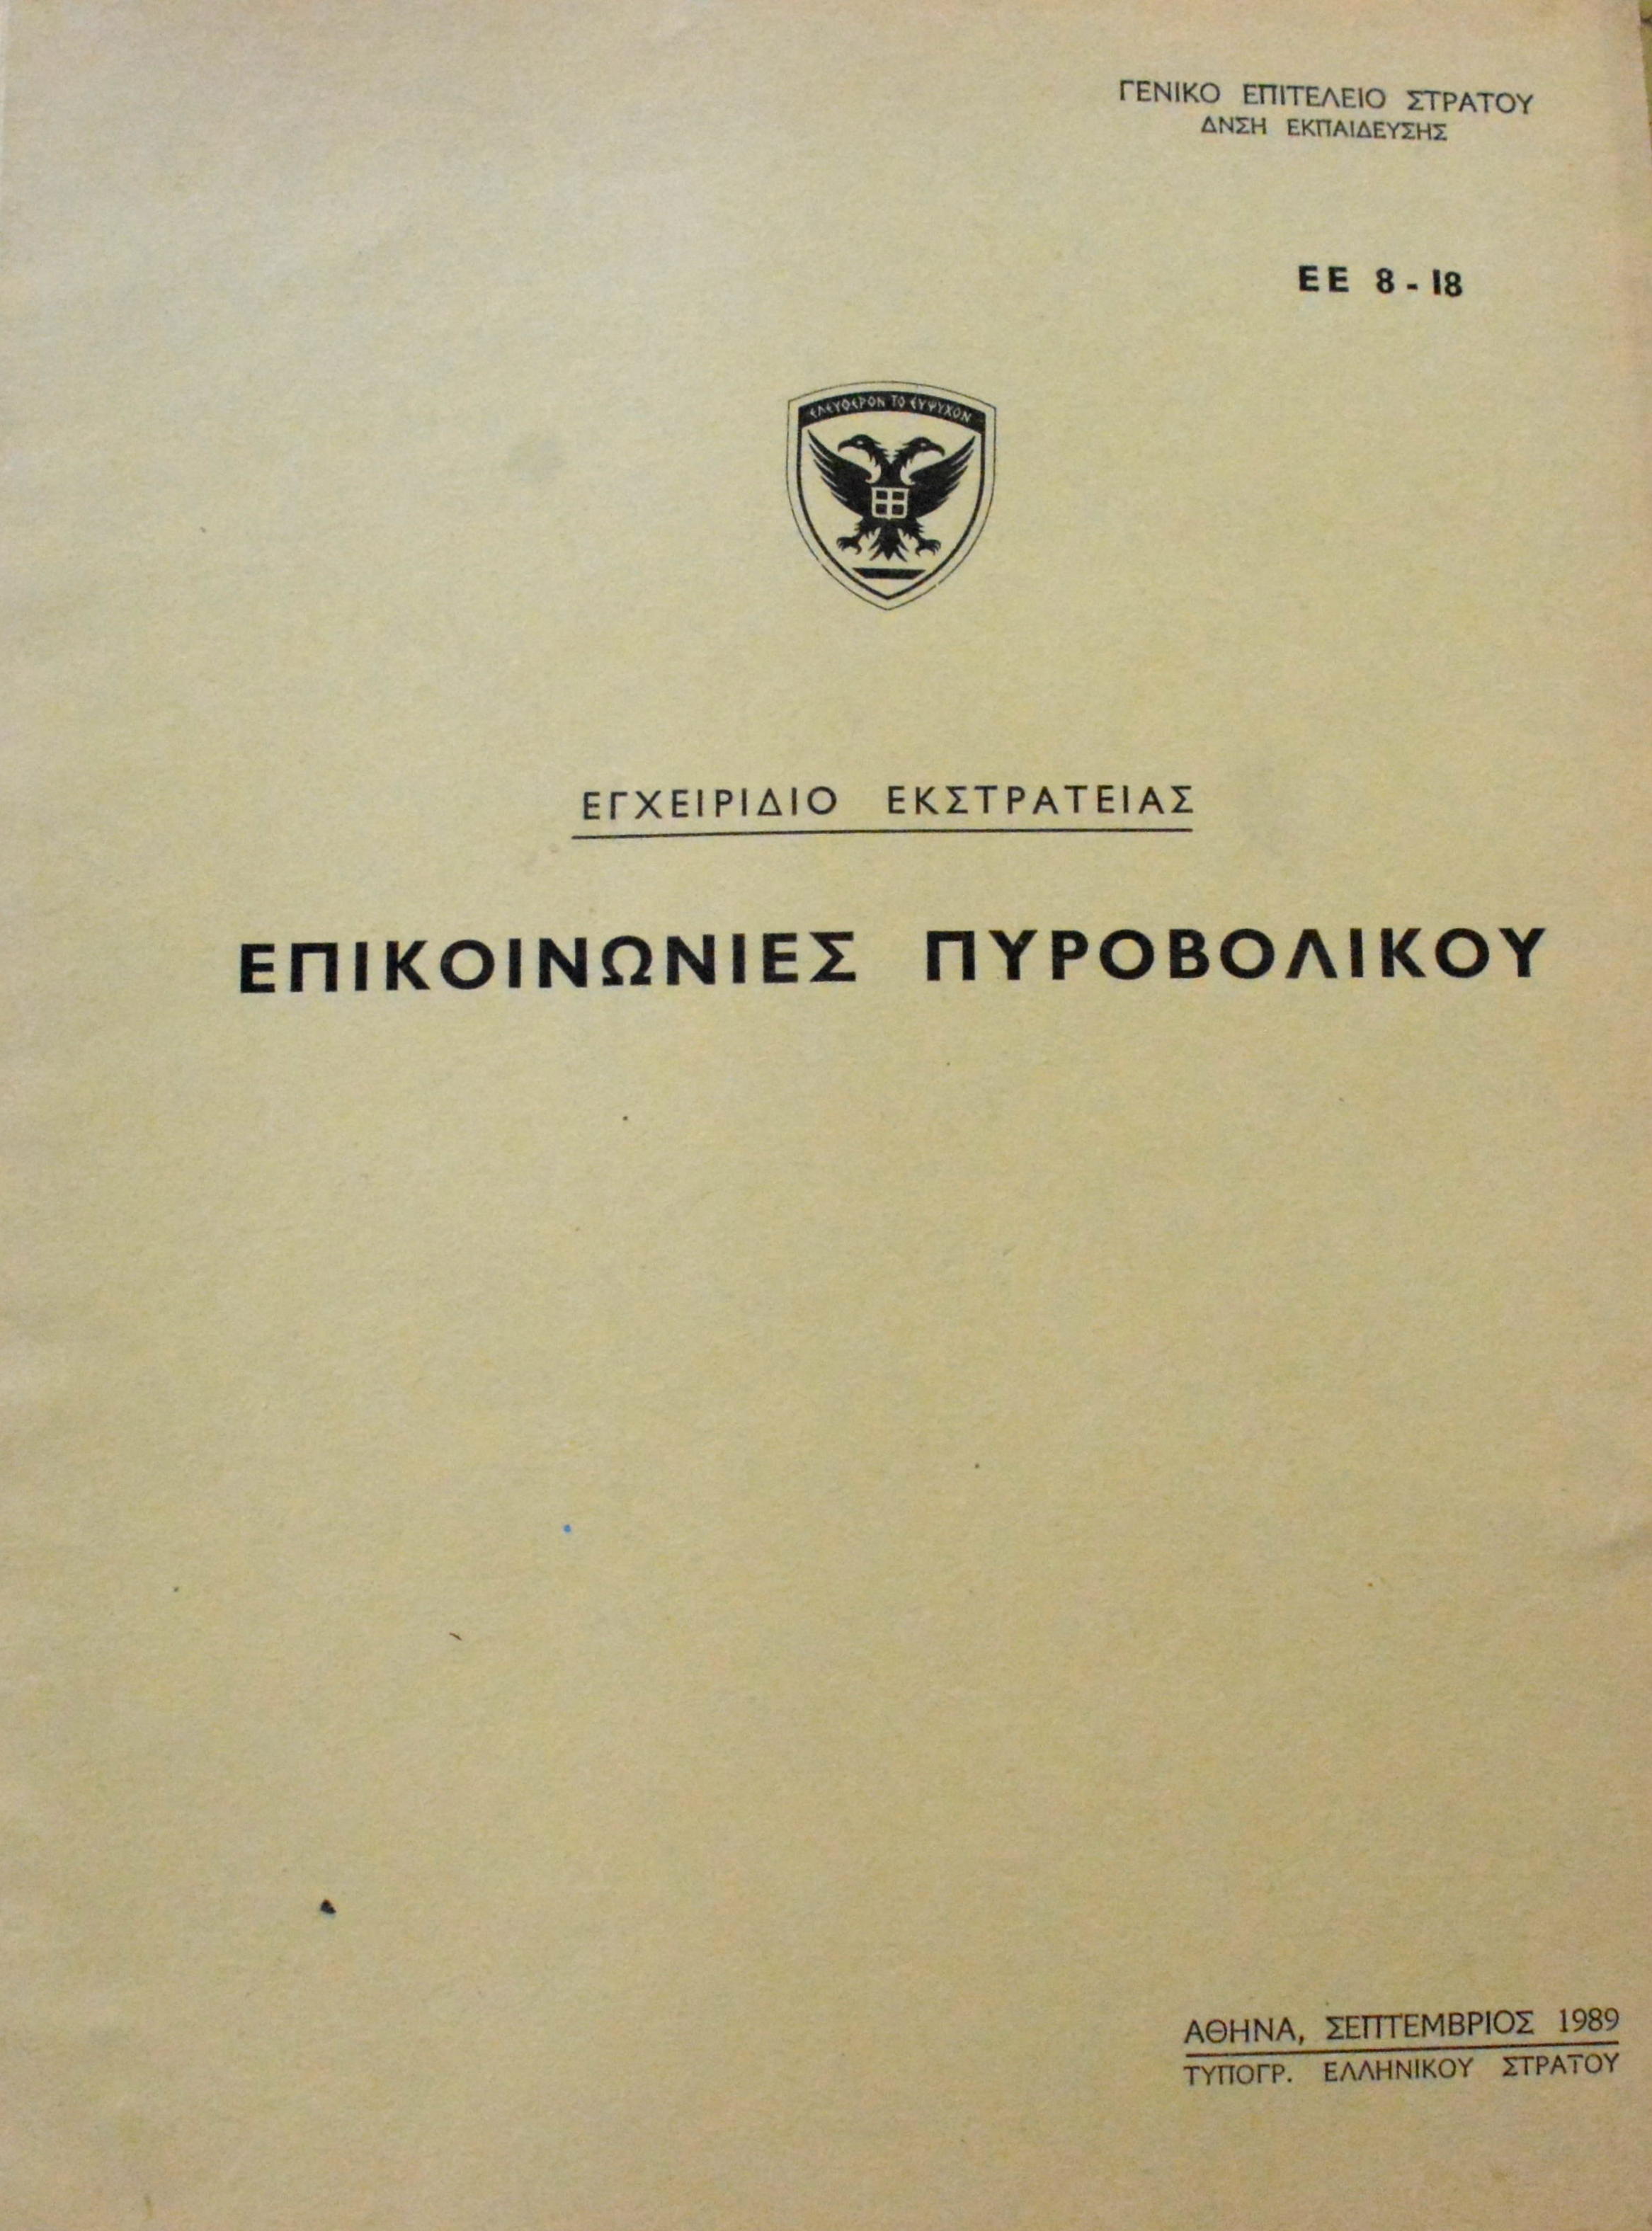 ΓΕΝΙΚΟ ΕΠΙΤΕΛΕΙΟ ΣΤΡΑΤΟΥ
ΔΝΣΗ ΕΚΠΑΙΔΕΥΣΗΣ
ΕΕ 8-18
ΕΛΕΥΘΕΡΟΝ ΤΟ ΕΥΨΥΧΟΝ
ΕΓΧΕΙΡΙΔΙΟ ΕΚΣΤΡΑΤΕΙΑΣ
ΕΠΙΚΟΙΝΩΝΙΕΣ ΠΥΡΟΒΟΛΙΚΟΥ
ΑΘΗΝΑ, ΣΕΠΤΕΜΒΡΙΟΣ 1989
ΤΥΠΟΓΡ. ΕΛΛΗΝΙΚΟΥ ΣΤΡΑΤΟΥ